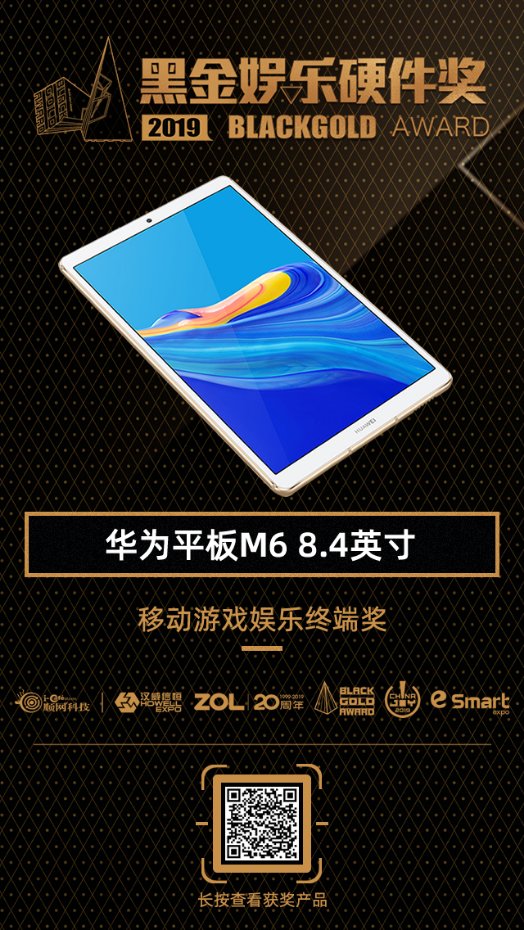 黑金娱乐硬件奖
2019 BLACKGOLD AWARD
HUAWEI
华为平板M6 8.4英寸
移动游戏娱乐终端奖
i-Cafe
顺网科技
汉威信恒
HOWELL
EXPO
ZOL
20
1999-2019
周年
BLACK
GOLD
AWARD
CHINA
JOY
2019
e Smart
expo
长按查看获奖产品